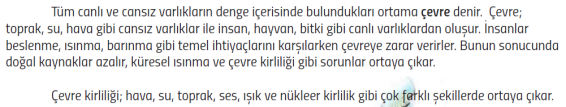 Tüm canlı ve cansız varlıkların denge içerisinde bulundukları ortama çevre denir. Çevre;
toprak, su, hava gibi cansız varlıklar ile insan, hayvan, bitki gibi canlı varlıklardan oluşur. İnsanlar
beslenme, ısınma, barınma gibi temel ihtiyaçlarını karşılarken çevreye zarar verirler. Bunun sonucunda
doğal kaynaklar azalır, küresel ısınma ve çevre kirliliği gibi sorunlar ortaya çıkar.
Çevre kirliliği; hava, su, toprak, ses, ışık ve nükleer kirlilik gibi çok farklı şekillerde ortaya çıkar.